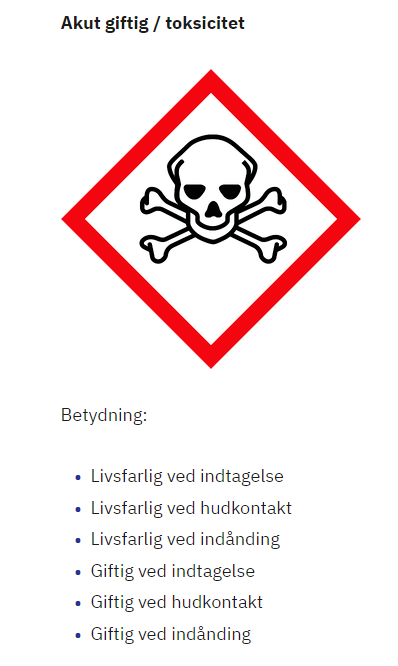 Akut giftig / toksicitet
Betydning:
Livsfarlig ved indtagelse
Livsfarlig ved hudkontakt
Livsfarlig ved indånding
Giftig ved indtagelse
Giftig ved hudkontakt
Giftig ved indånding